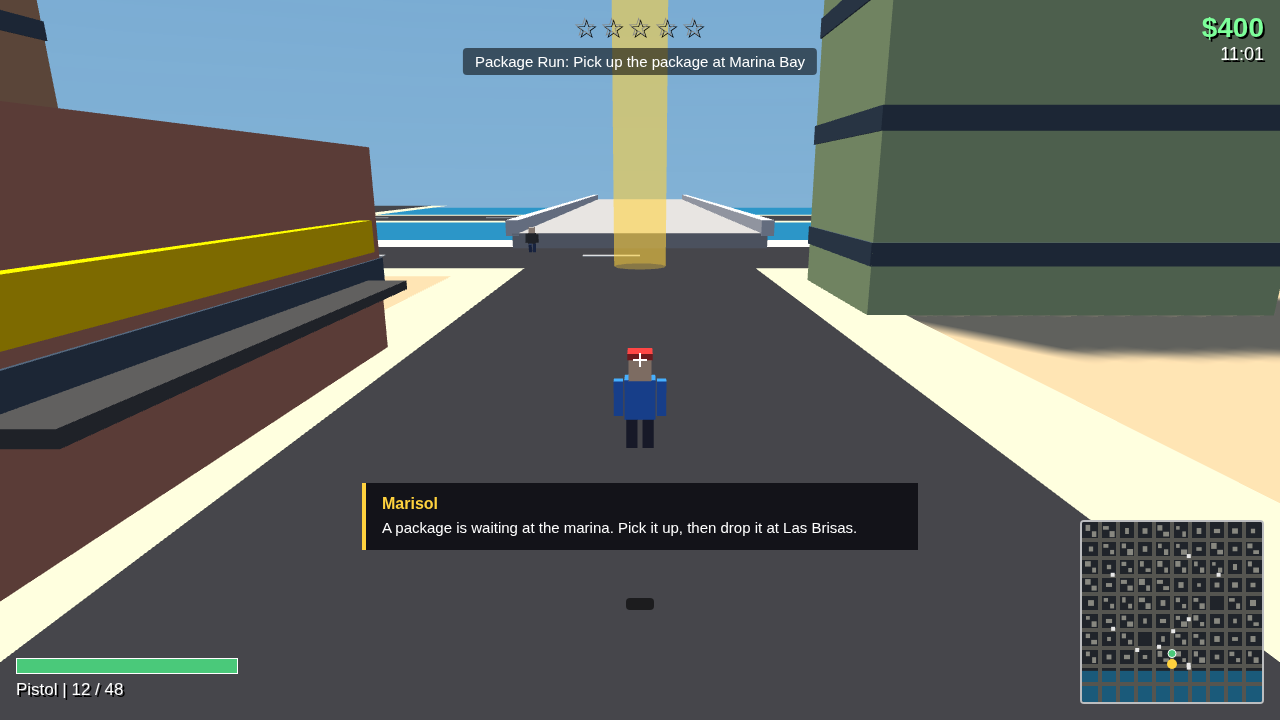 ☆☆☆☆☆
Package Run: Pick up the package at Marina Bay
$400
11:01
Marisol
A package is waiting at the marina. Pick it up, then drop it at Las Brisas.
Pistol | 12 / 48